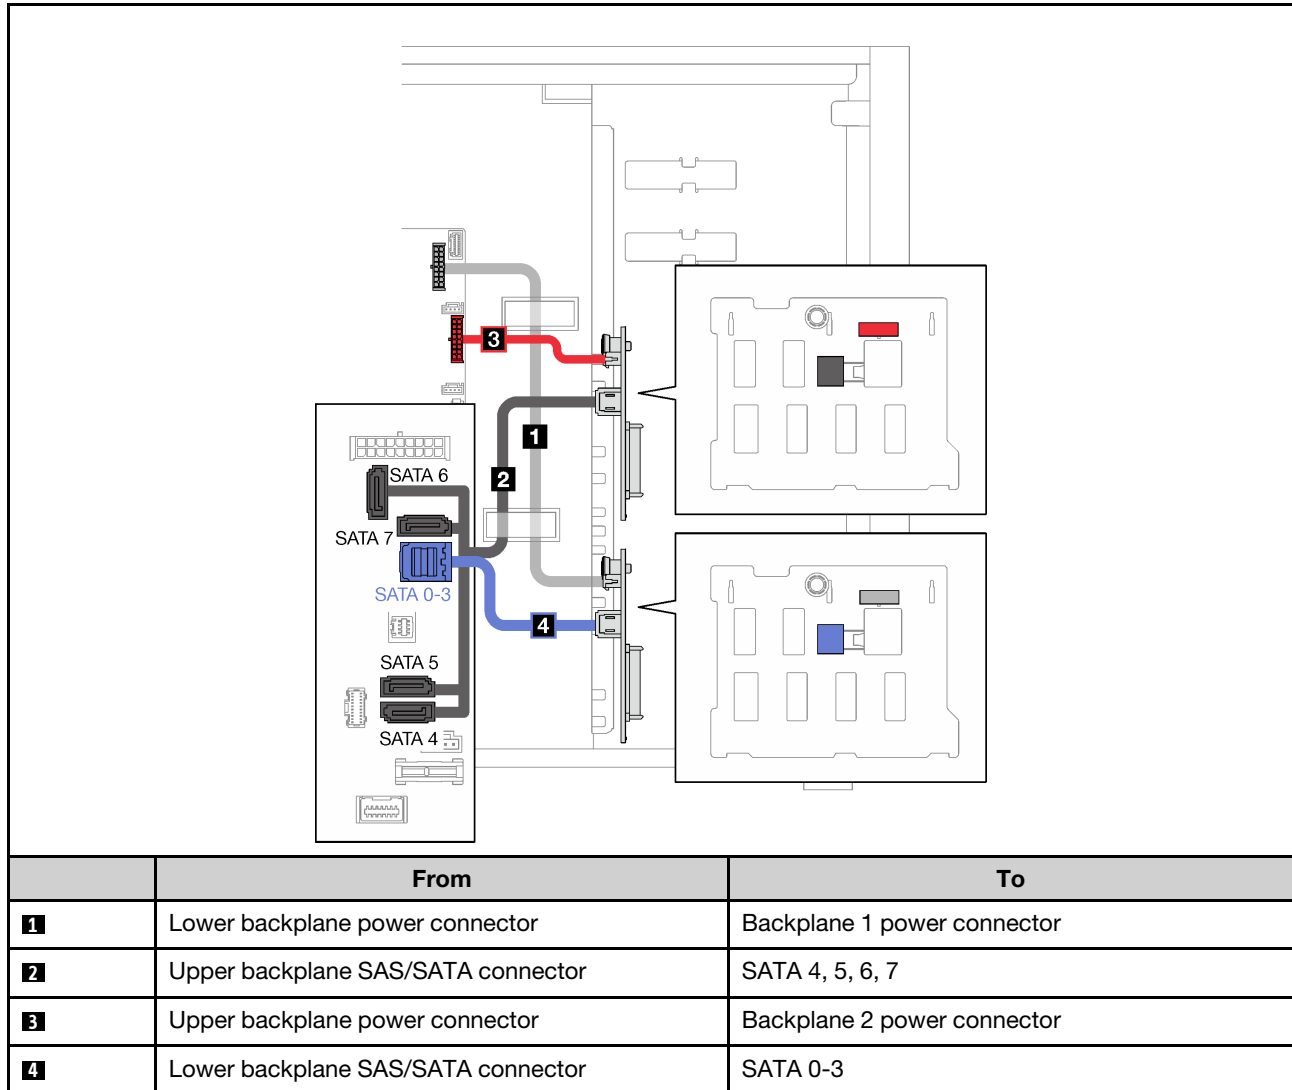 3
1
2
SATA 6
SATA 7
SATA 0-3
4
SATA 5
SATA 4
From To
1 Lower backplane power connector Backplane 1 power connector
2 Upper backplane SAS/SATA connector SATA 4, 5, 6, 7
3 Upper backplane power connector Backplane 2 power connector
4 Lower backplane SAS/SATA connector SATA 0-3